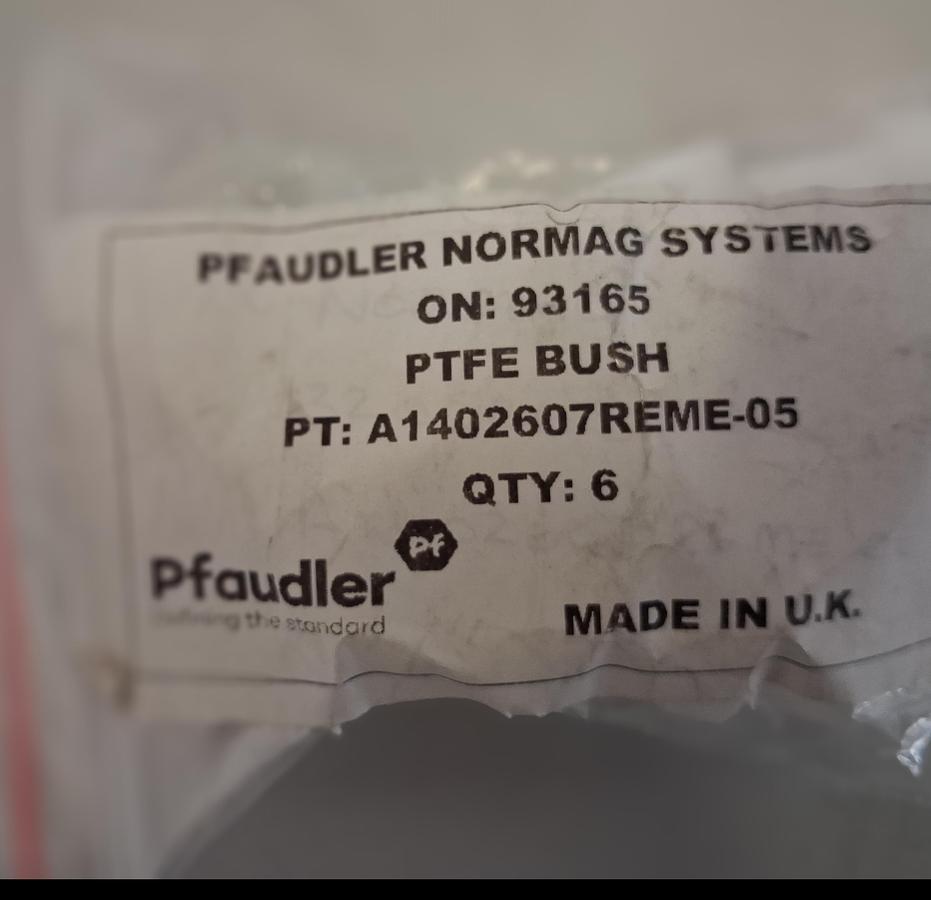 PFAUDLER NORMAG SYSTEMS
ON: 93165
PTFE BUSH
PT: A1402607REME-05
QTY: 6
pf
Pfaudler
defining the standard
MADE IN U.K.